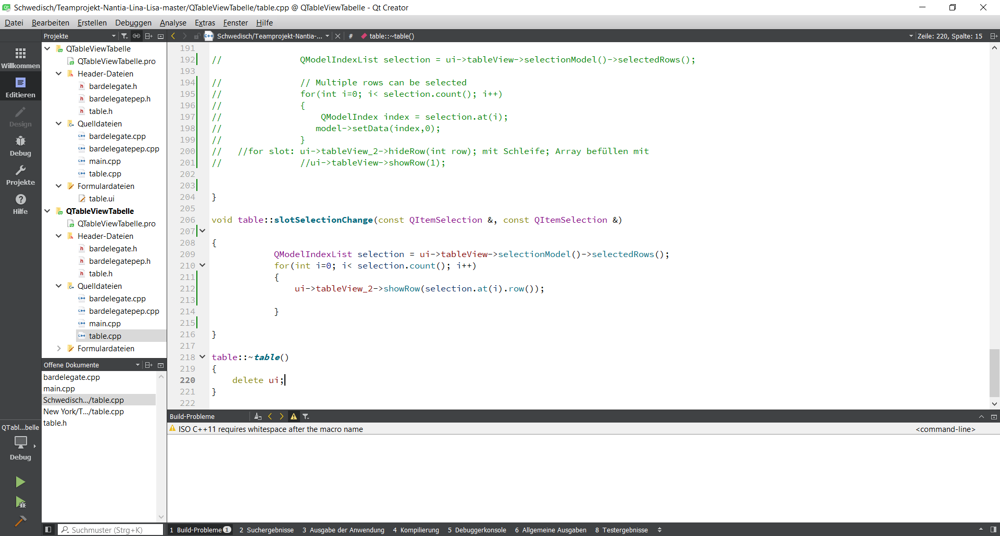 Schwedisch/Teamprojekt-Nantia-Lina-Lisa-master/QTableViewTabelle/table.cpp @ QTableViewTabelle - Qt Creator
Datei Bearbeiten Erstellen Debuggen Analyse Extras Fenster Hilfe
Projekte
Schwedisch/Teamprojekt-Nantia-... # table::~table() Zeile: 220, Spalte: 15
Willkommen
Editieren
Design
Debug
Projekte
Hilfe
QTabl...belle
Debug
QTableViewTabelle
QTableViewTabelle.pro
Header-Dateien
bardelegate.h
bardelegatepep.h
table.h
Quelldateien
bardelegate.cpp
bardelegatepep.cpp
main.cpp
table.cpp
Formulardateien
table.ui
QTableViewTabelle
QTableViewTabelle.pro
Header-Dateien
bardelegate.h
bardelegatepep.h
table.h
Quelldateien
bardelegate.cpp
bardelegatepep.cpp
main.cpp
table.cpp
Formulardateien
Offene Dokumente
bardelegate.cpp
main.cpp
Schwedisch.../table.cpp
New York/T.../table.cpp
table.h
191
192 // QModelIndexList selection = ui->tableView->selectionModel()->selectedRows();
193
194 // // Multiple rows can be selected
195 // for(int i=0; i< selection.count(); i++)
196 // {
197 // QModelIndex index = selection.at(i);
198 // model->setData(index,0);
199 // }
200 // //for slot: ui->tableView_2->hideRow(int row); mit Schleife; Array befüllen mit
201 // //ui->tableView->showRow(1);
202
203
204 }
205
206 void table::slotSelectionChange(const QItemSelection &, const QItemSelection &)
207
208 {
209 QModelIndexList selection = ui->tableView->selectionModel()->selectedRows();
210 for(int i=0; i< selection.count(); i++)
211 {
212 ui->tableView_2->showRow(selection.at(i).row());
213
214 }
215
216 }
217
218 table::~table()
219 {
220 delete ui;
221 }
222
Build-Probleme
ISO C++11 requires whitespace after the macro name <command-line>
Suchmuster (Strg+K) 1 Build-Probleme 1 2 Suchergebnisse 3 Ausgabe der Anwendung 4 Kompilierung 5 Debuggerkonsole 6 Allgemeine Ausgaben 8 Testergebnisse